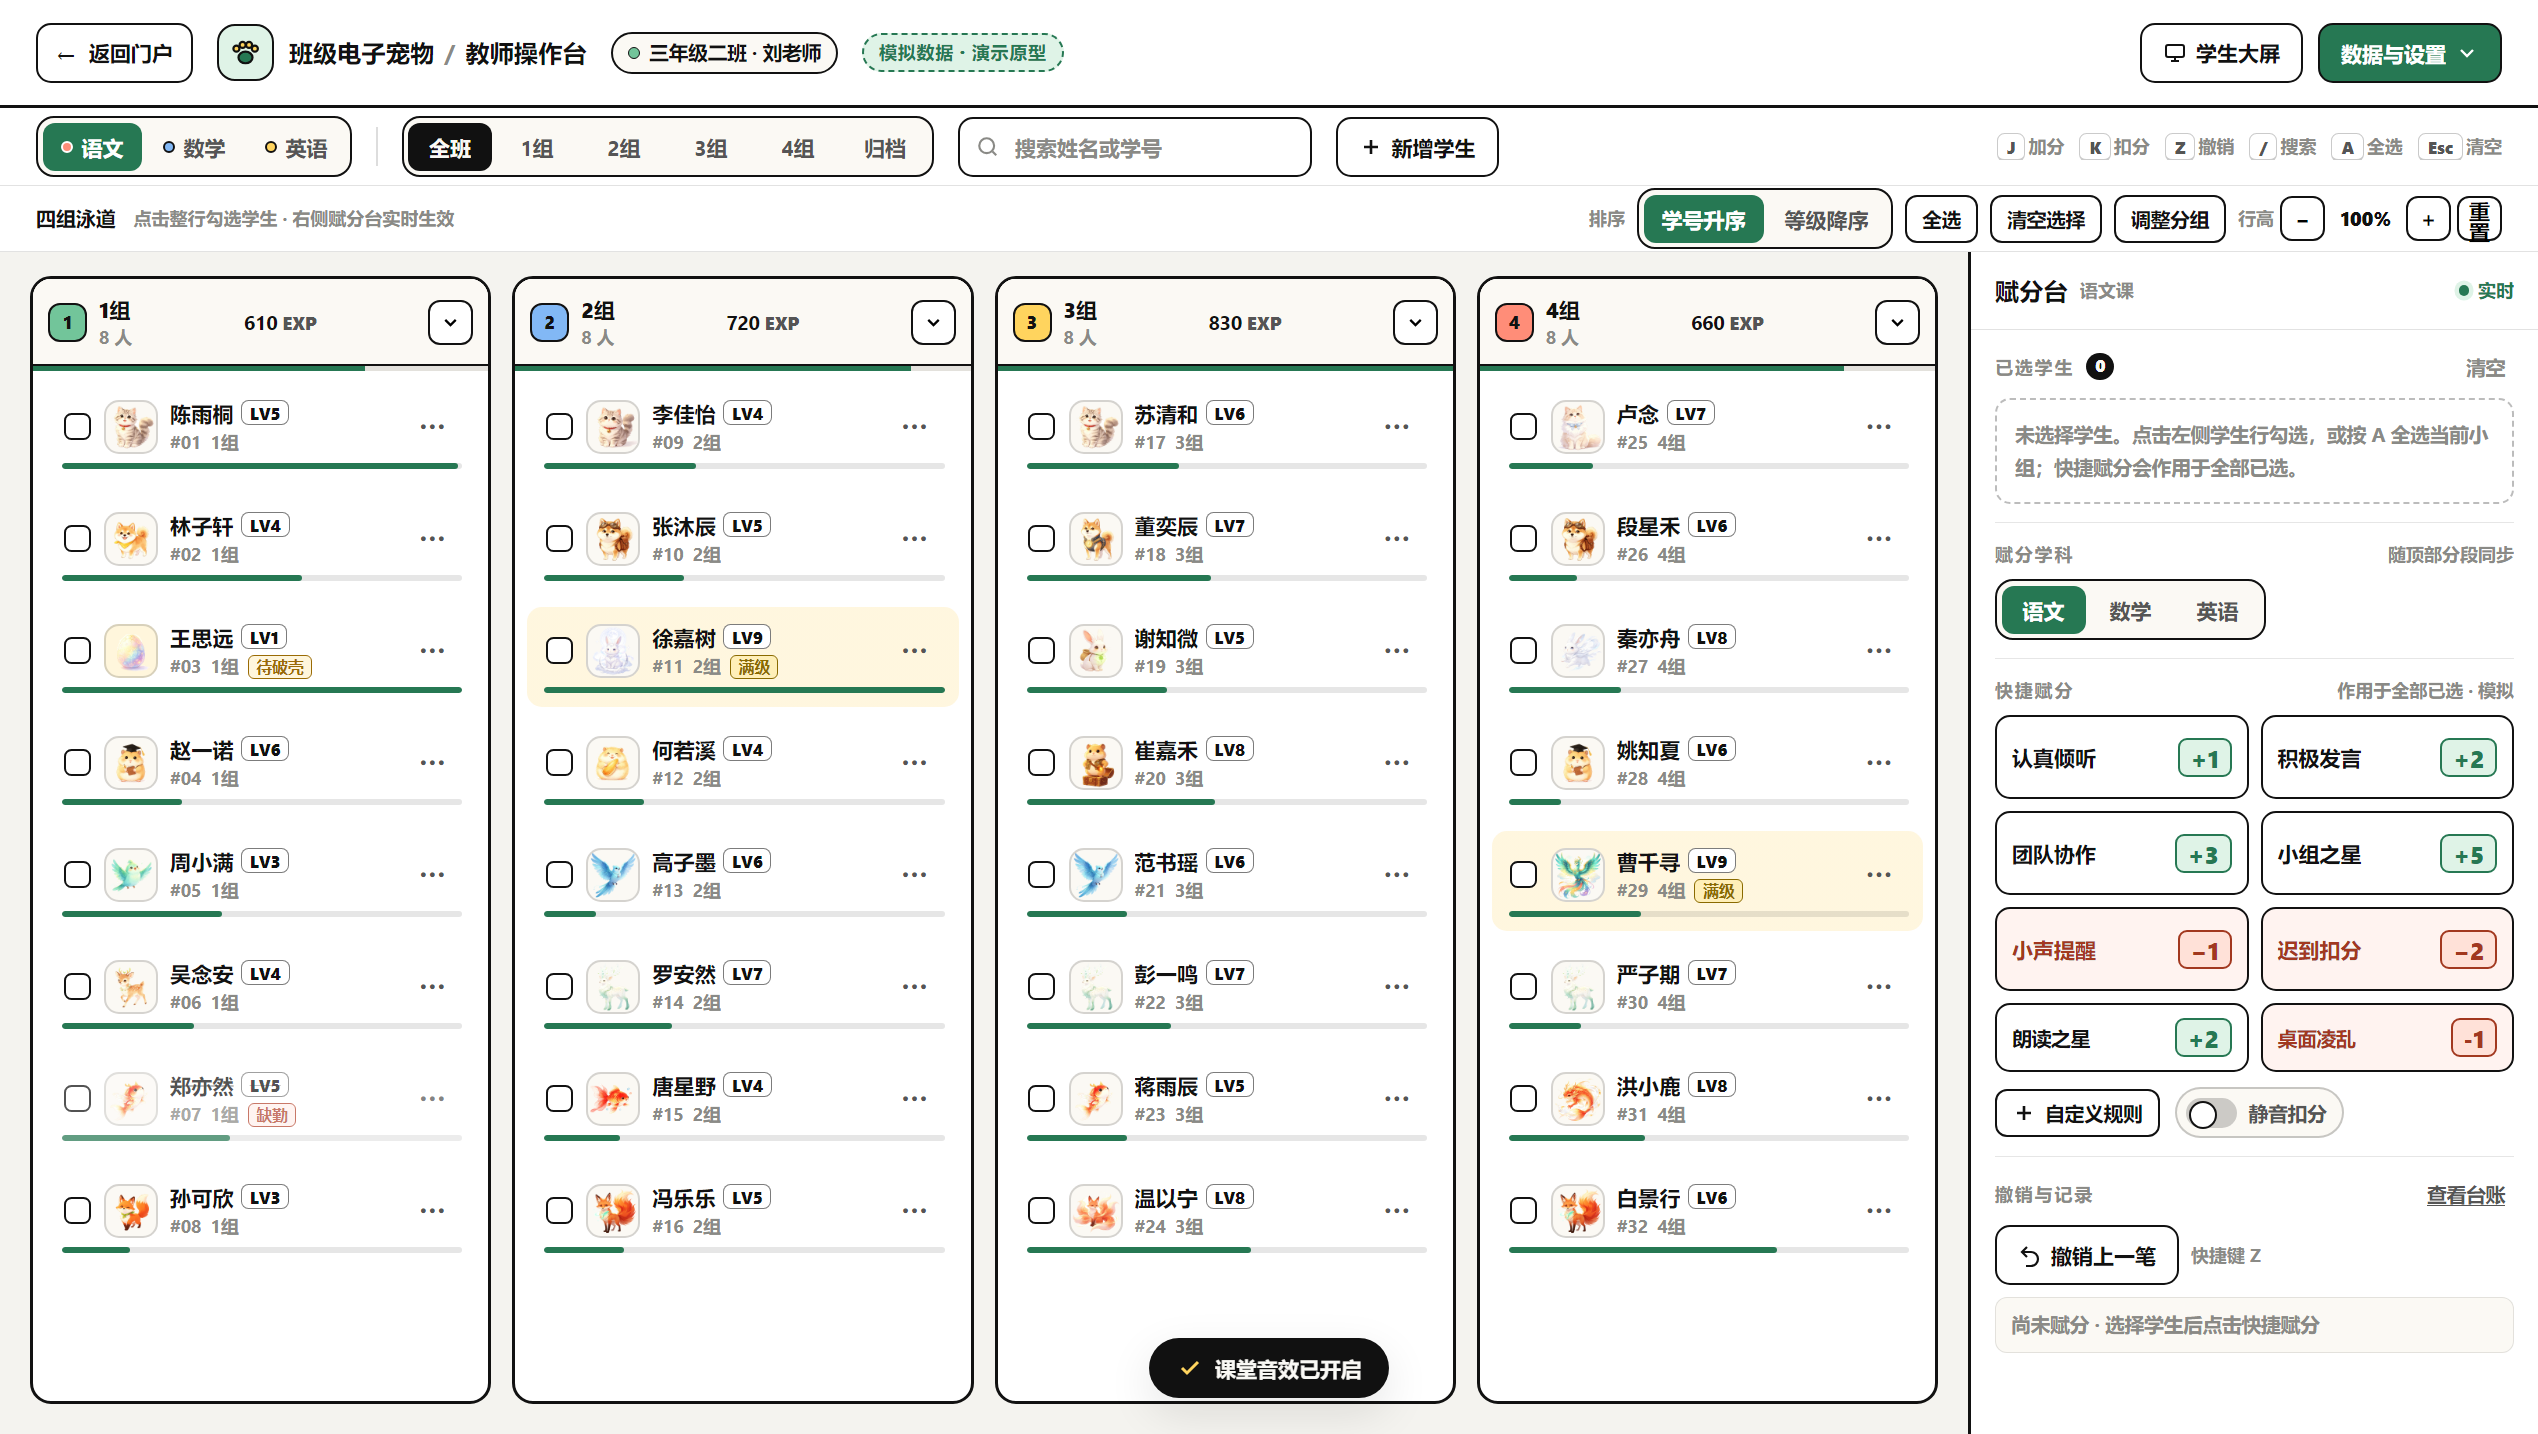 ← 返回门户
班级电子宠物 / 教师操作台
三年级二班 · 刘老师
模拟数据 · 演示原型
学生大屏
数据与设置
语文 数学 英语
全班 1组 2组 3组 4组 归档
搜索姓名或学号
+ 新增学生
J 加分 K 扣分 Z 撤销 / 搜索 A 全选 Esc 清空
四组泳道 点击整行勾选学生 · 右侧赋分台实时生效
排序 学号升序 等级降序 全选 清空选择 调整分组 行高 − 100% + 重置
1 1组 610 EXP
8 人
陈雨桐 LV5
#01 1组
林子轩 LV4
#02 1组
王思远 LV1
#03 1组 待破壳
赵一诺 LV6
#04 1组
周小满 LV3
#05 1组
吴念安 LV4
#06 1组
郑亦然 LV5
#07 1组 缺勤
孙可欣 LV3
#08 1组
2 2组 720 EXP
8 人
李佳怡 LV4
#09 2组
张沐辰 LV5
#10 2组
徐嘉树 LV9
#11 2组 满级
何若溪 LV4
#12 2组
高子墨 LV6
#13 2组
罗安然 LV7
#14 2组
唐星野 LV4
#15 2组
冯乐乐 LV5
#16 2组
3 3组 830 EXP
8 人
苏清和 LV6
#17 3组
董奕辰 LV7
#18 3组
谢知微 LV5
#19 3组
崔嘉禾 LV8
#20 3组
范书瑶 LV6
#21 3组
彭一鸣 LV7
#22 3组
蒋雨辰 LV5
#23 3组
温以宁 LV8
#24 3组
4 4组 660 EXP
8 人
卢念 LV7
#25 4组
段星禾 LV6
#26 4组
秦亦舟 LV8
#27 4组
姚知夏 LV6
#28 4组
曹千寻 LV9
#29 4组 满级
严子期 LV7
#30 4组
洪小鹿 LV8
#31 4组
白景行 LV6
#32 4组
课堂音效已开启
赋分台 语文课 实时
已选学生 0 清空
未选择学生。点击左侧学生行勾选，或按 A 全选当前小
组；快捷赋分会作用于全部已选。
赋分学科 随顶部分段同步
语文 数学 英语
快捷赋分 作用于全部已选 · 模拟
认真倾听 +1 积极发言 +2
团队协作 +3 小组之星 +5
小声提醒 −1 迟到扣分 −2
朗读之星 +2 桌面凌乱 -1
+ 自定义规则 静音扣分
撤销与记录 查看台账
撤销上一笔 快捷键 Z
尚未赋分 · 选择学生后点击快捷赋分